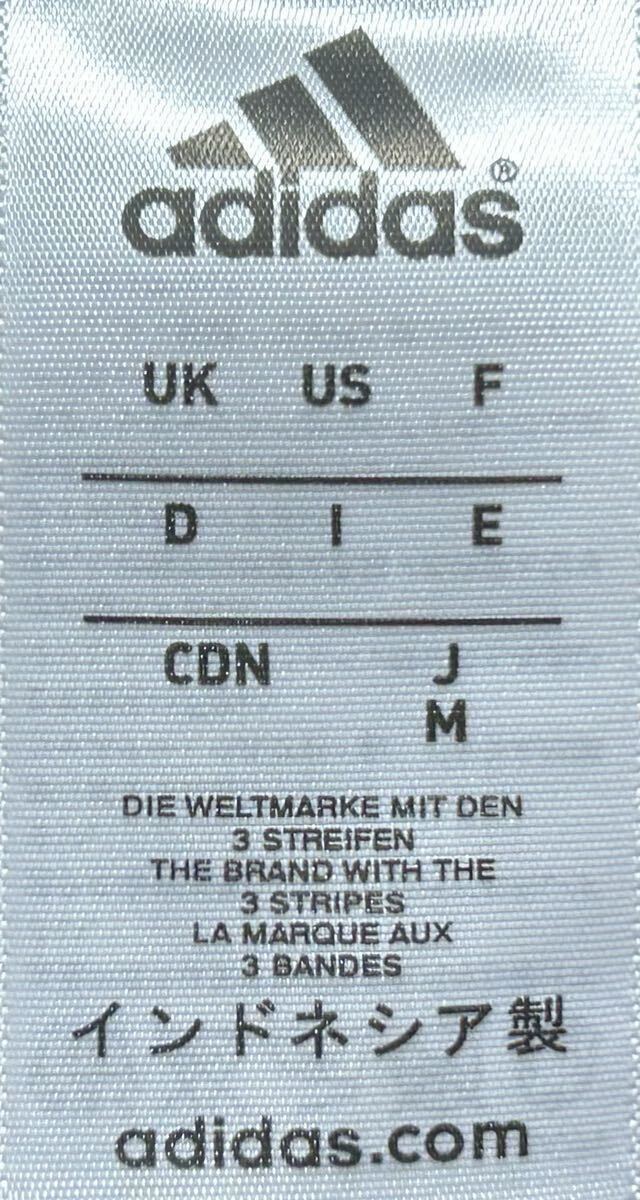 adidas®
UK US F
D I E
CDN J
M
DIE WELTMARKE MIT DEN
3 STREIFEN
THE BRAND WITH THE
3 STRIPES
LA MARQUE AUX
3 BANDES
インドネシア製
adidas.com